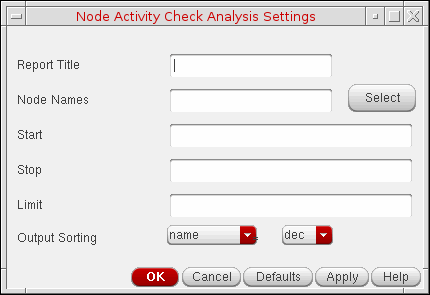 Node Activity Check Analysis Settings
Report Title
Node Names
Select
Start
Stop
Limit
Output Sorting name dec
OK Cancel Defaults Apply Help